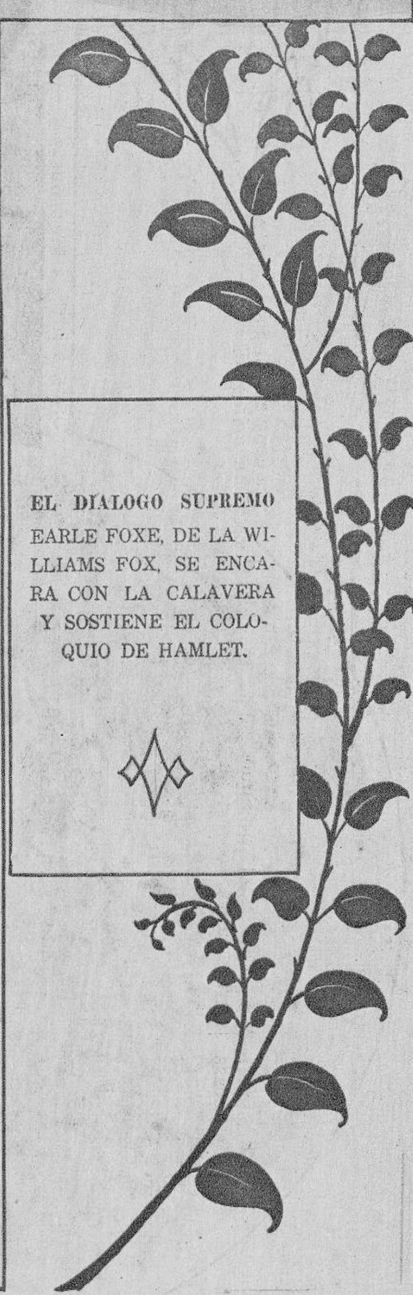 EL DIALOGO SUPREMO
EARLE FOXE, DE LA WI-
LLIAMS FOX, SE ENCA-
RA CON LA CALAVERA
Y SOSTIENE EL COLO-
QUIO DE HAMLET.